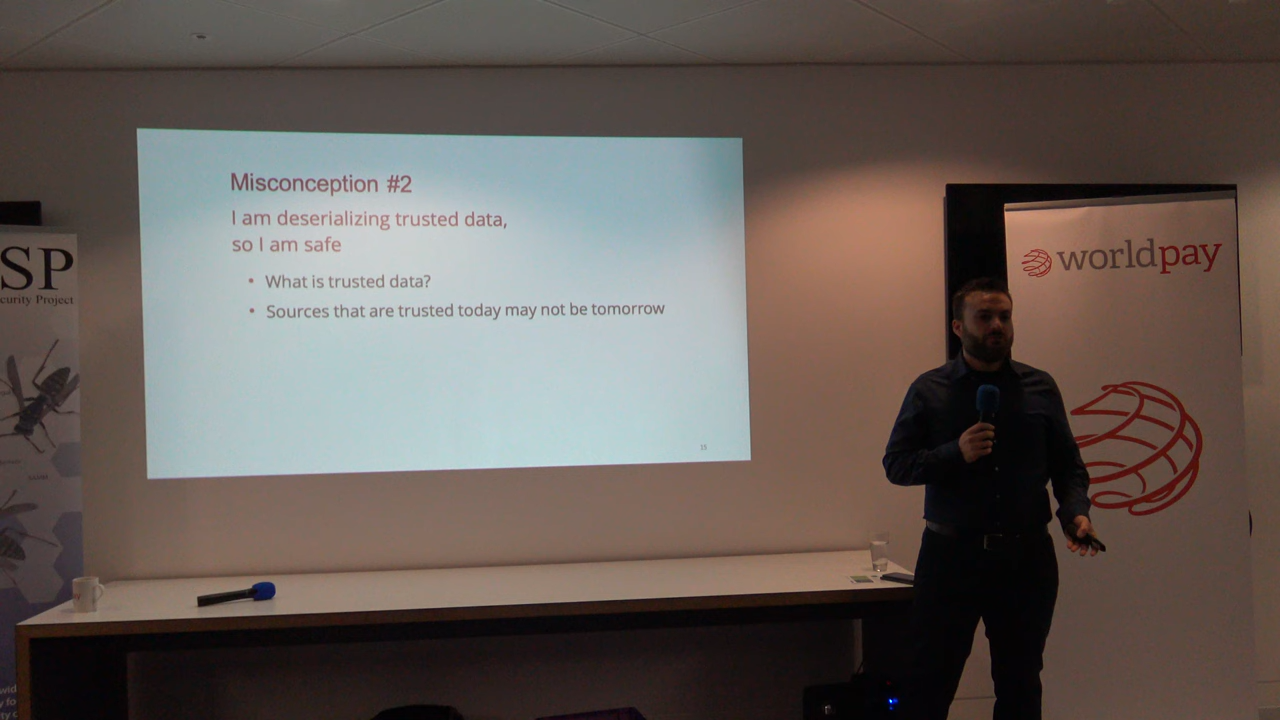 Misconception #2
I am deserializing trusted data,
so I am safe
• What is trusted data?
• Sources that are trusted today may not be tomorrow
worldpay
SP
curity Project